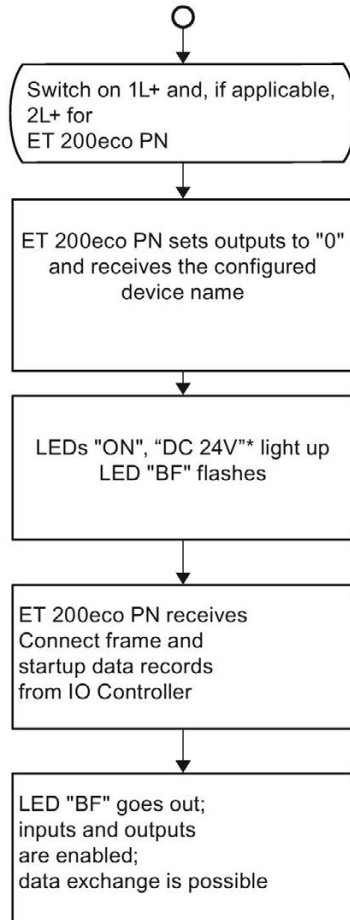 Switch on 1L+ and, if applicable,
2L+ for
ET 200eco PN
ET 200eco PN sets outputs to "0"
and receives the configured
device name
LEDs "ON", “DC 24V”* light up
LED "BF" flashes
ET 200eco PN receives
Connect frame and
startup data records
from IO Controller
LED "BF" goes out;
inputs and outputs
are enabled;
data exchange is possible